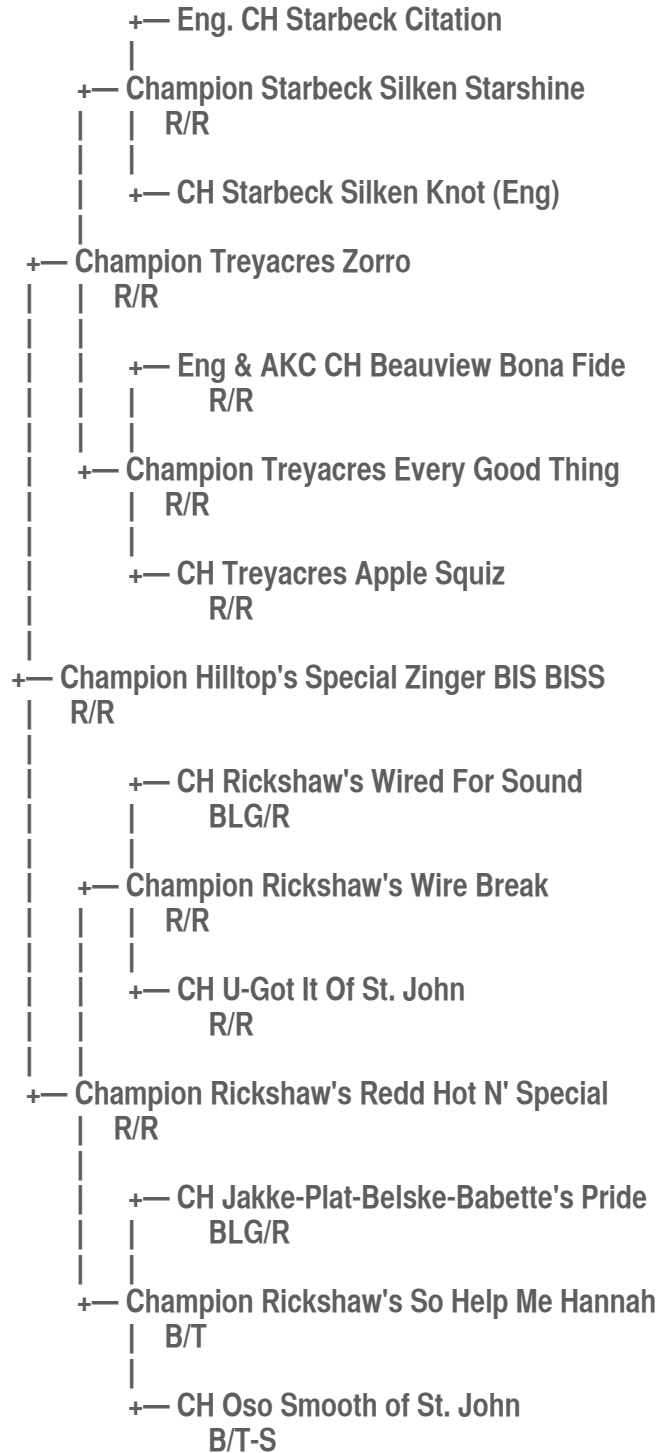 Eng. CH Starbeck Citation
Champion Starbeck Silken Starshine
R/R
CH Starbeck Silken Knot (Eng)
Champion Treyacres Zorro
R/R
Eng & AKC CH Beauview Bona Fide
R/R
Champion Treyacres Every Good Thing
R/R
CH Treyacres Apple Squiz
R/R
Champion Hilltop's Special Zinger BIS BISS
R/R
CH Rickshaw's Wired For Sound
BLG/R
Champion Rickshaw's Wire Break
R/R
CH U-Got It Of St. John
R/R
Champion Rickshaw's Redd Hot N' Special
R/R
CH Jakke-Plat-Belske-Babette's Pride
BLG/R
Champion Rickshaw's So Help Me Hannah
B/T
CH Oso Smooth of St. John
B/T-S